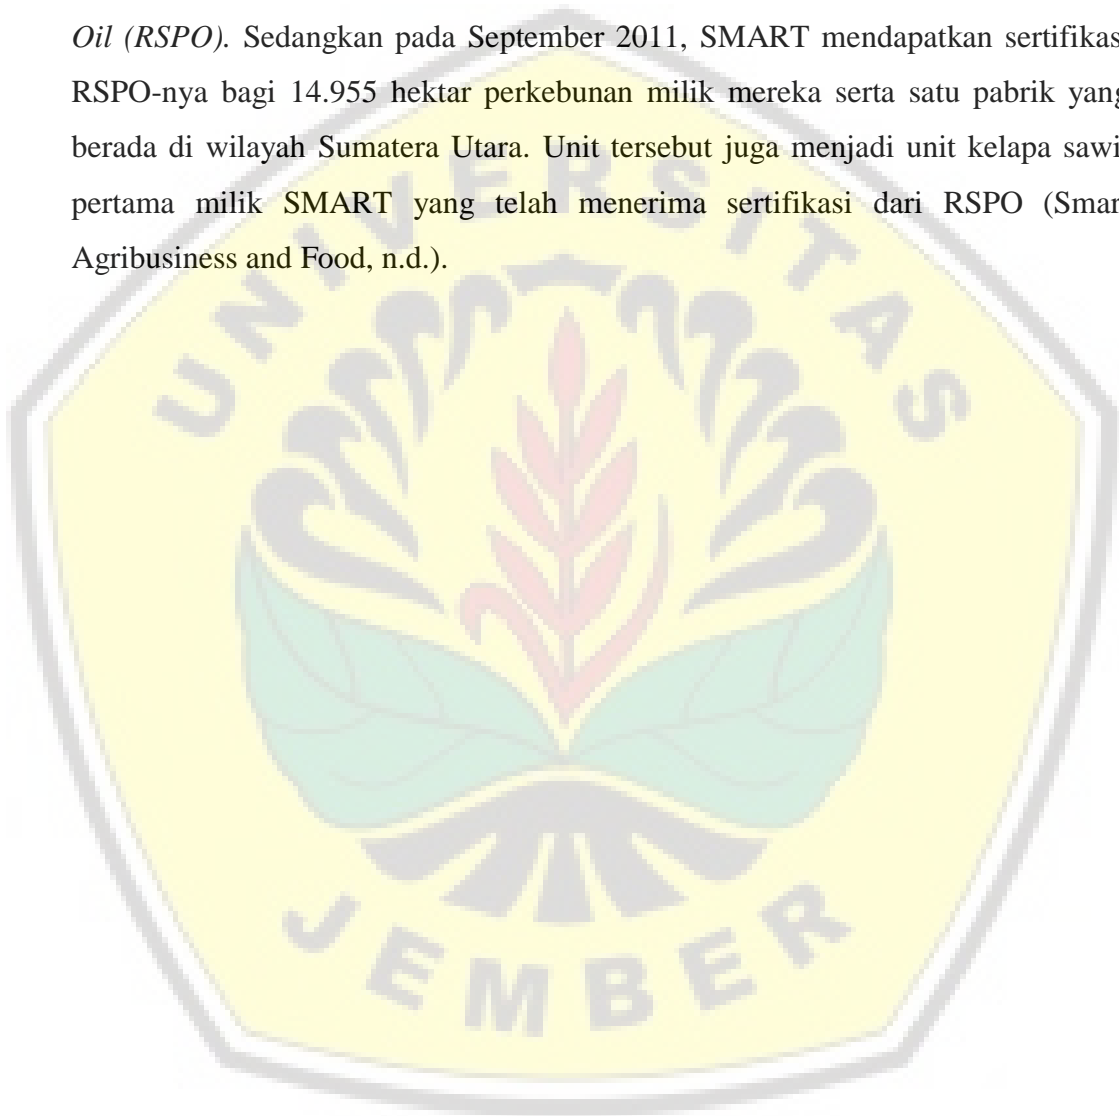 Oil (RSPO). Sedangkan pada September 2011, SMART mendapatkan sertifikas
RSPO-nya bagi 14.955 hektar perkebunan milik mereka serta satu pabrik yang
berada di wilayah Sumatera Utara. Unit tersebut juga menjadi unit kelapa sawi
pertama milik SMART yang telah menerima sertifikasi dari RSPO (Smar
Agribusiness and Food, n.d.).
UNIVERSITAS
JEMBER